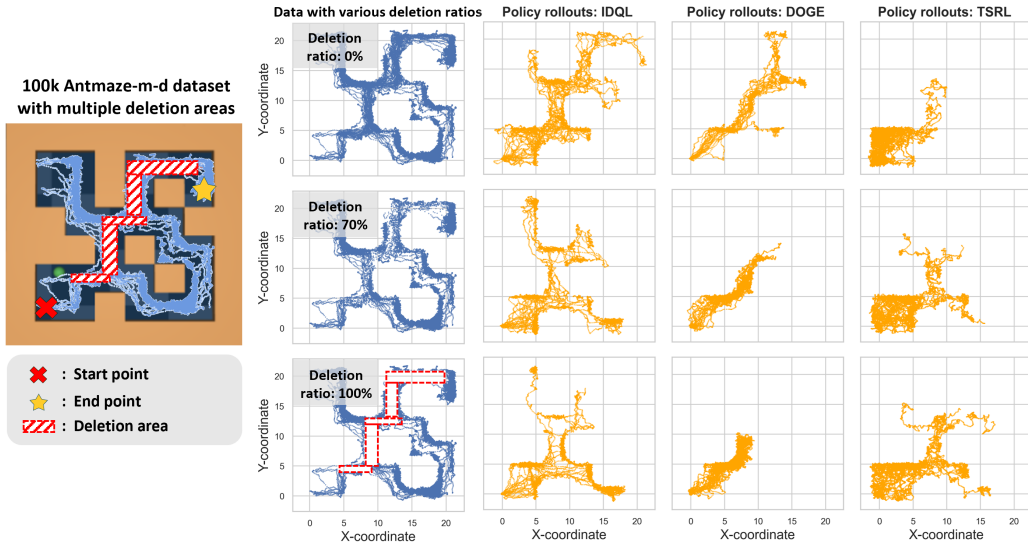 Data with various deletion ratios
Policy rollouts: IDQL
Policy rollouts: DOGE
Policy rollouts: TSRL
100k Antmaze-m-d dataset
with multiple deletion areas
: Start point
: End point
: Deletion area
Deletion
ratio: 0%
Y-coordinate
20
15
10
5
0
Deletion
ratio: 70%
Y-coordinate
20
15
10
5
0
Deletion
ratio: 100%
Y-coordinate
20
15
10
5
0
0 5 10 15 20
X-coordinate
0 5 10 15 20
X-coordinate
0 5 10 15 20
X-coordinate
0 5 10 15 20
X-coordinate